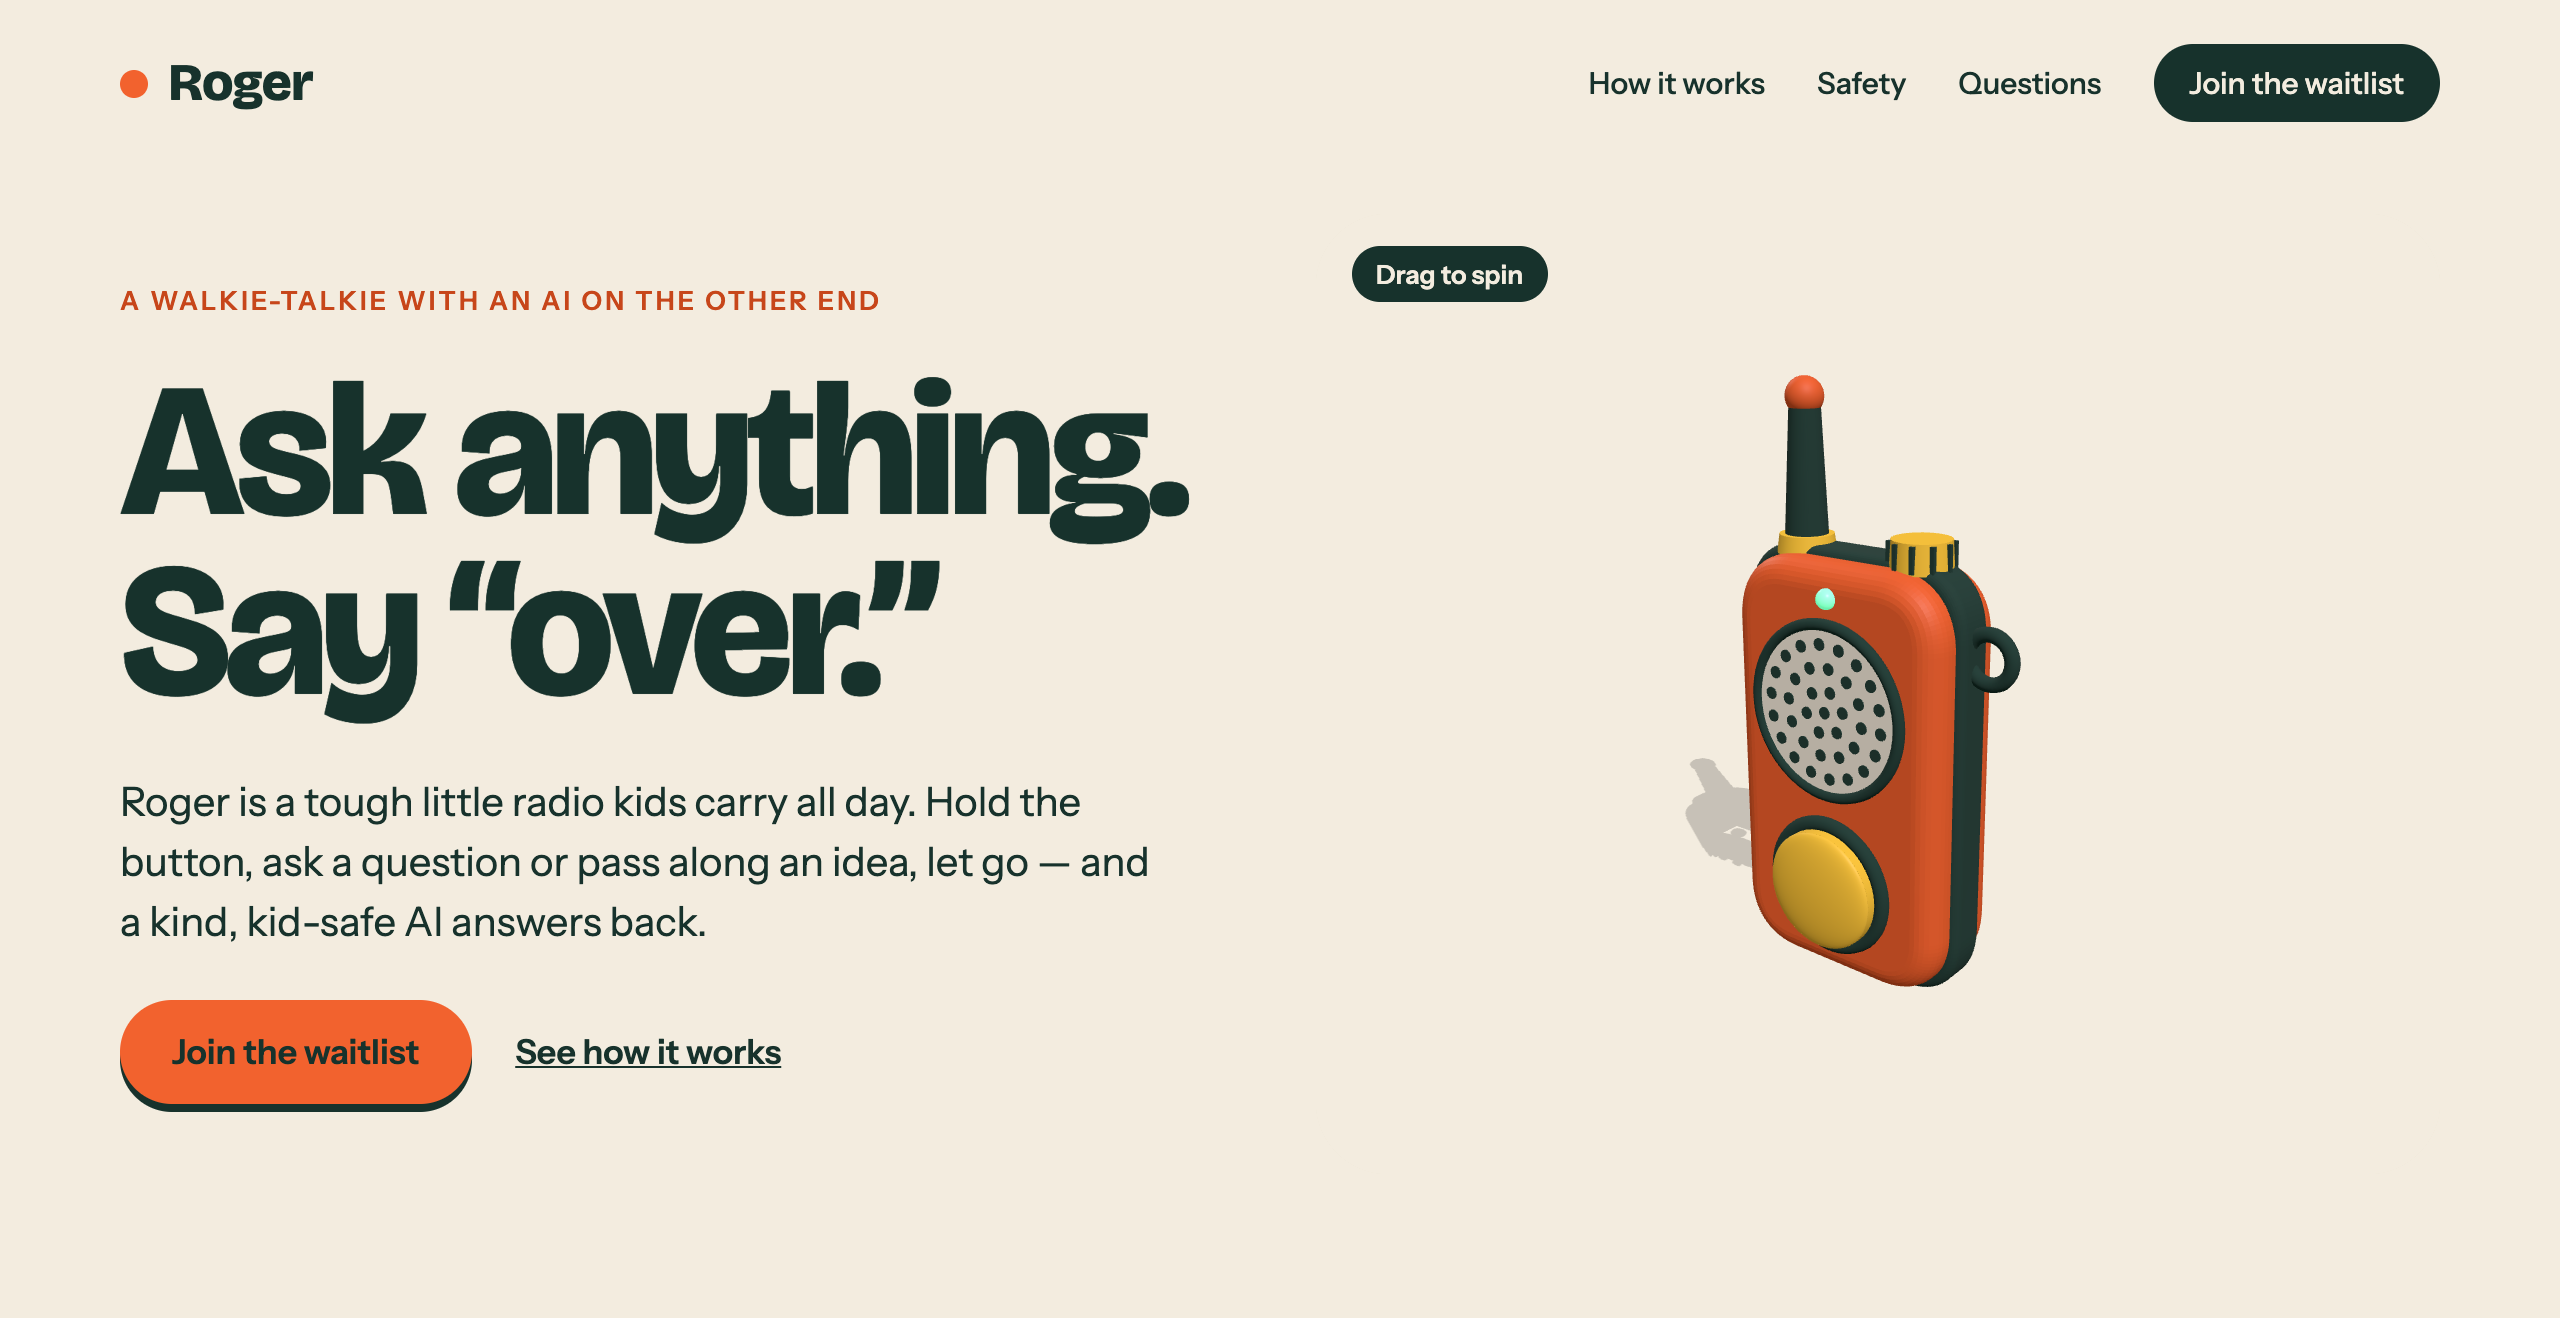 Roger
How it works
Safety
Questions
Join the waitlist
Drag to spin
A WALKIE-TALKIE WITH AN AI ON THE OTHER END
Ask anything.
Say “over.”
Roger is a tough little radio kids carry all day. Hold the
button, ask a question or pass along an idea, let go — and
a kind, kid-safe AI answers back.
Join the waitlist
See how it works